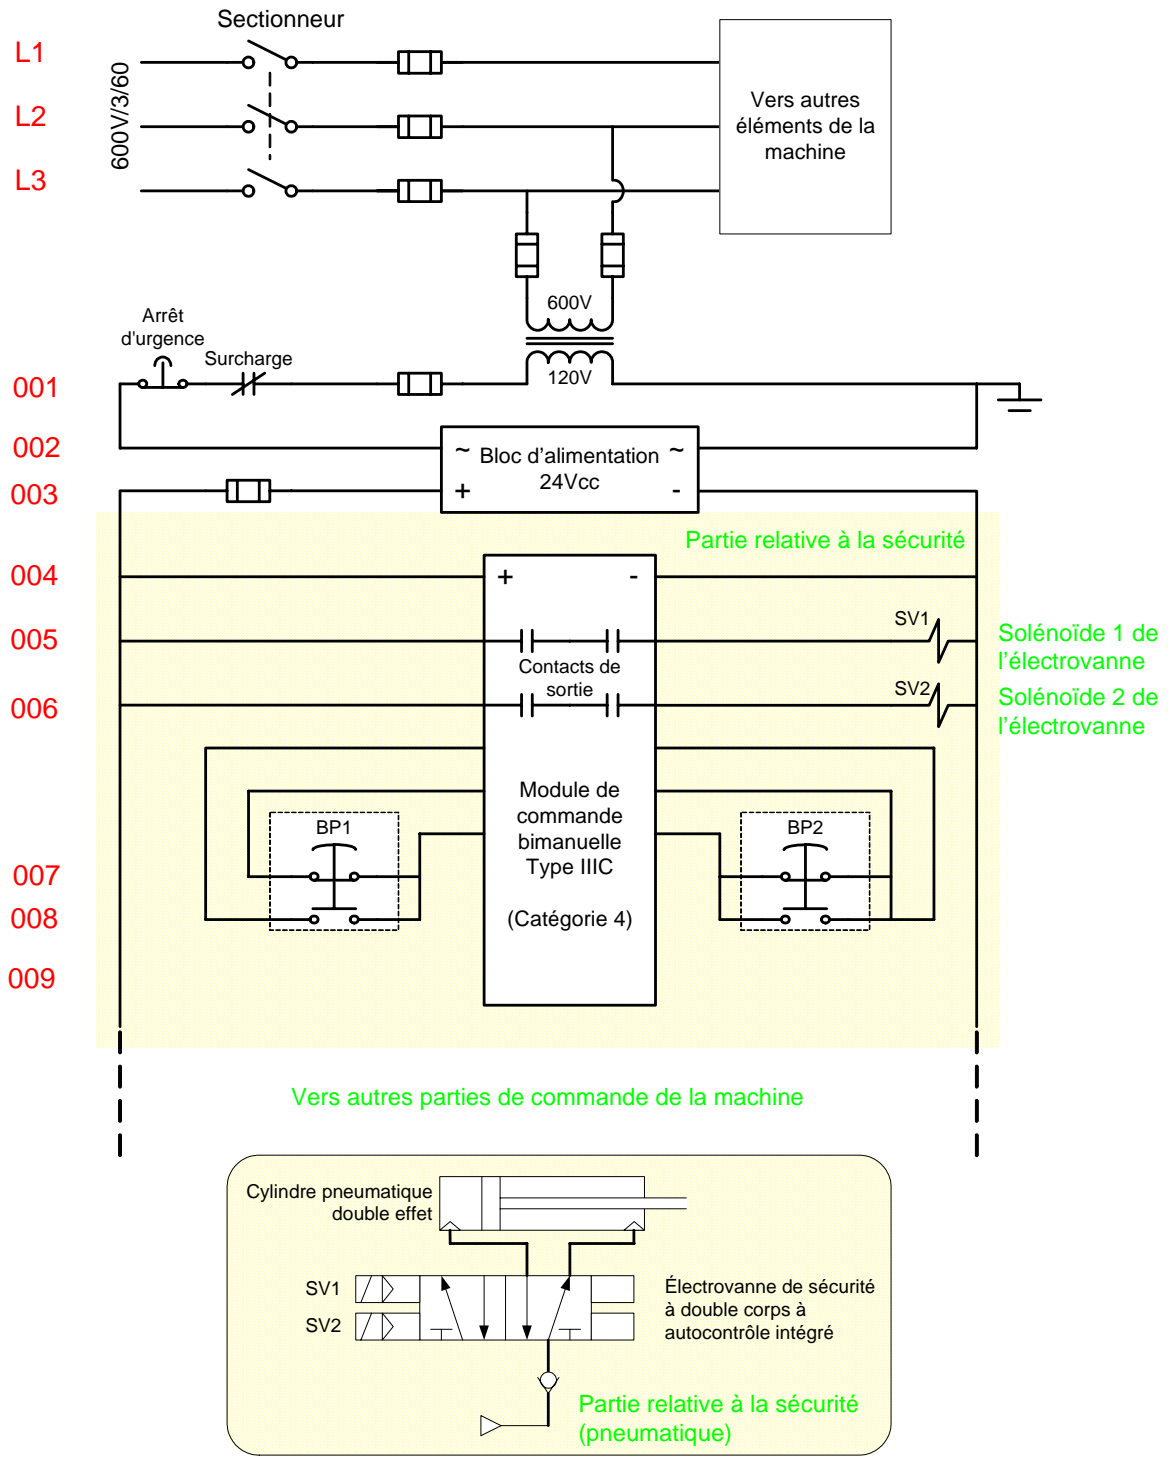 Sectionneur
L1
L2
L3
600V/3/60
Vers autres
éléments de la
machine
600V
120V
Arrêt
d'urgence
Surcharge
001
002
~ Bloc d'alimentation ~
24Vcc
+ -
003
Partie relative à la sécurité
004
+ -
005
SV1
Solénoïde 1 de
l'électrovanne
Contacts de
sortie
006
SV2
Solénoïde 2 de
l'électrovanne
Module de
commande
bimanuelle
Type IIIC
(Catégorie 4)
BP1
BP2
007
008
009
Vers autres parties de commande de la machine
Cylindre pneumatique
double effet
SV1
SV2
Électrovanne de sécurité
à double corps à
autocontrôle intégré
Partie relative à la sécurité
(pneumatique)